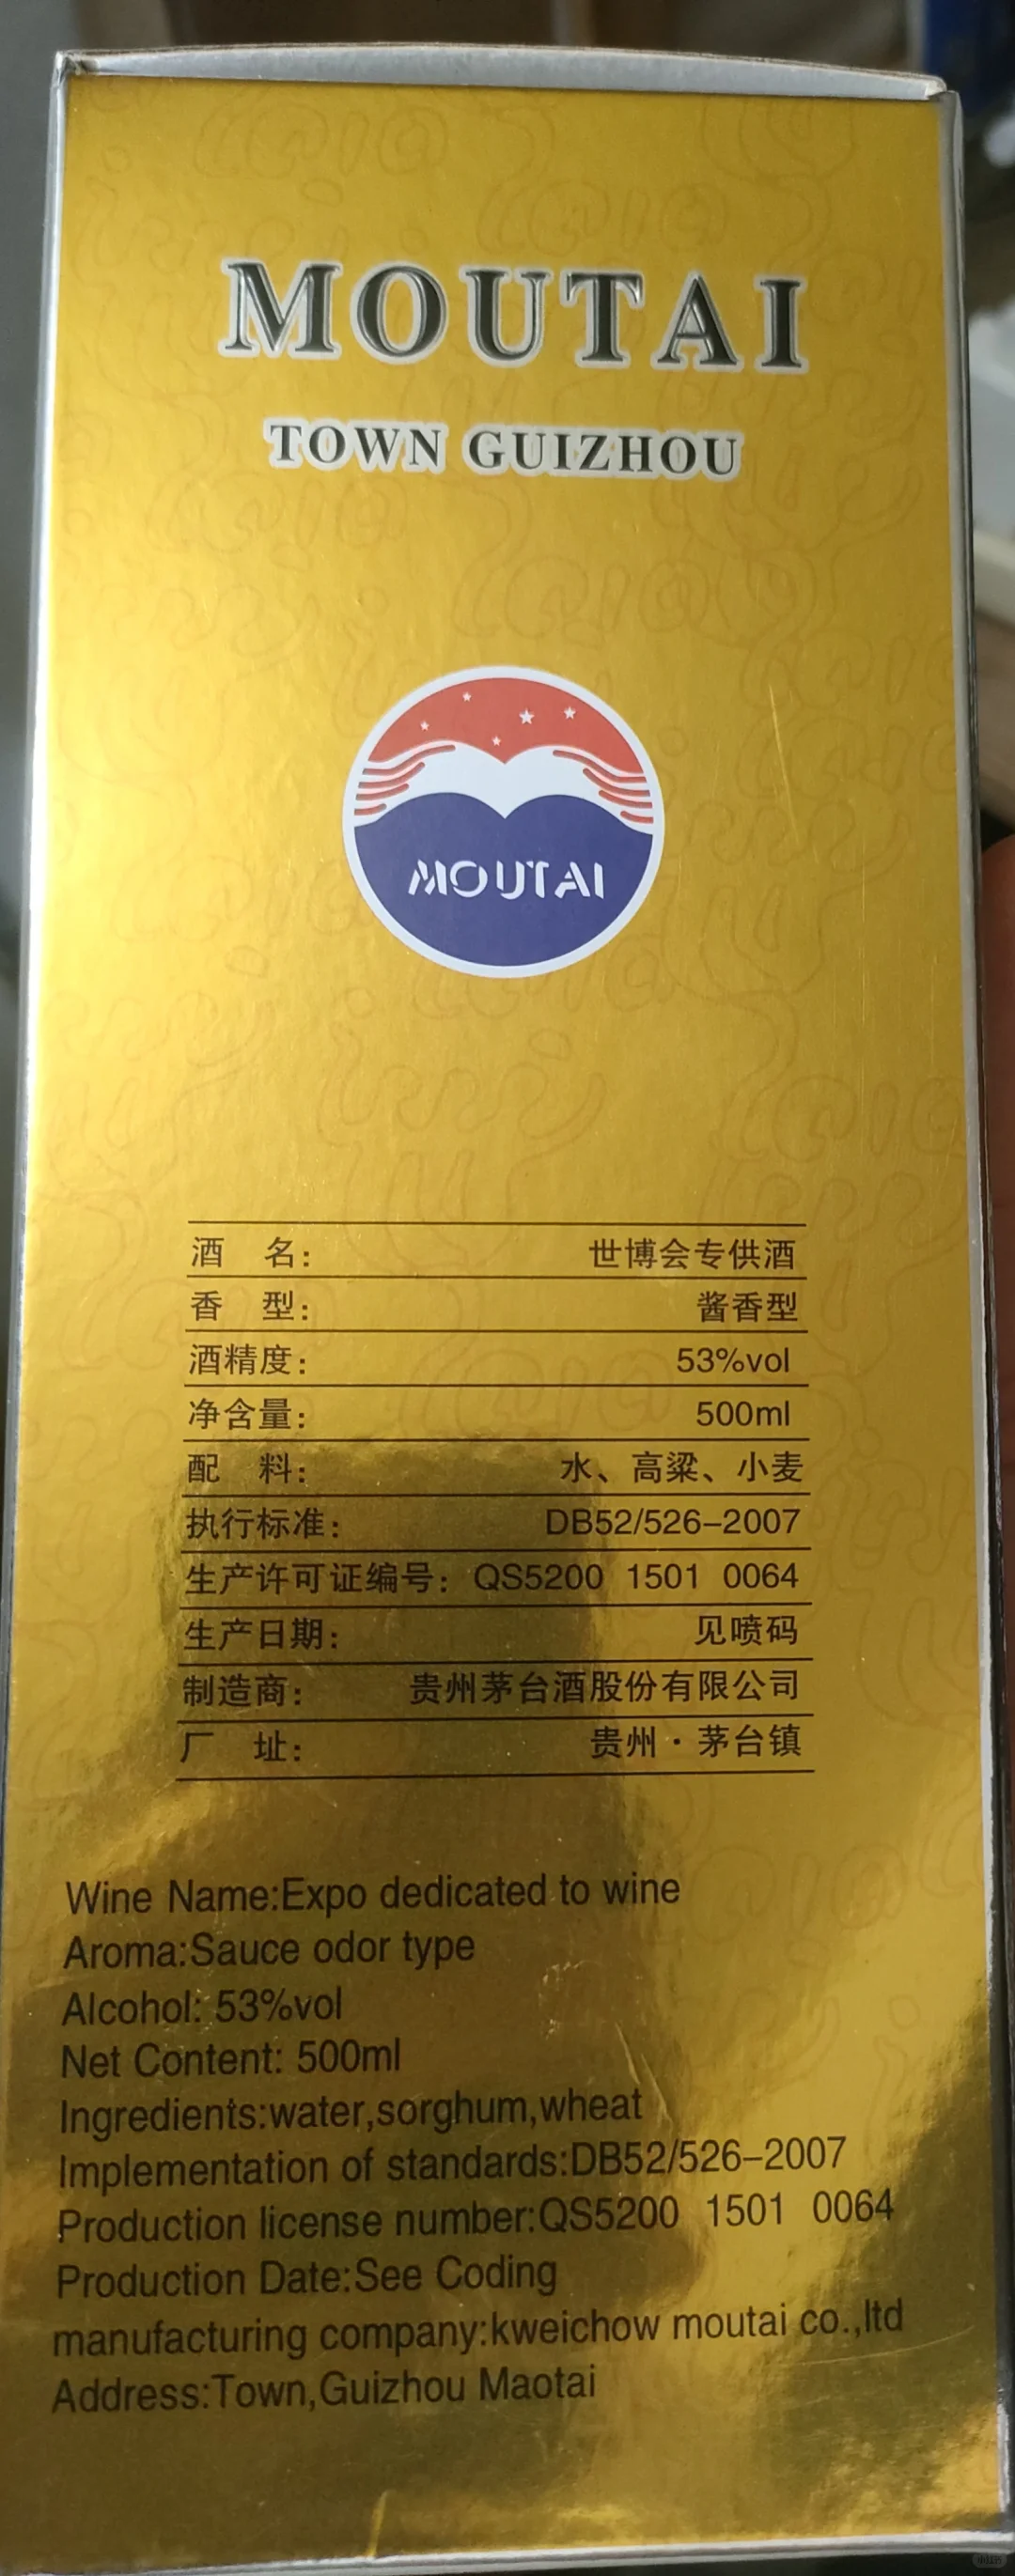 MOUTAI
TOWN GUIZHOU
MOUTAI
酒 名: 世博会专供酒
香 型: 酱香型
酒精度: 53%vol
净含量: 500ml
配 料: 水、高粱、小麦
执行标准: DB52/526-2007
生产许可证编号: QS5200 1501 0064
生产日期: 见喷码
制造商: 贵州茅台酒股份有限公司
厂 址: 贵州·茅台镇
Wine Name:Expo dedicated to wine
Aroma:Sauce odor type
Alcohol: 53%vol
Net Content: 500ml
Ingredients:water,sorghum,wheat
Implementation of standards:DB52/526-2007
Production license number:QS5200 1501 0064
Production Date:See Coding
manufacturing company:kweichow moutai co.,ltd
Address:Town,Guizhou Maotai